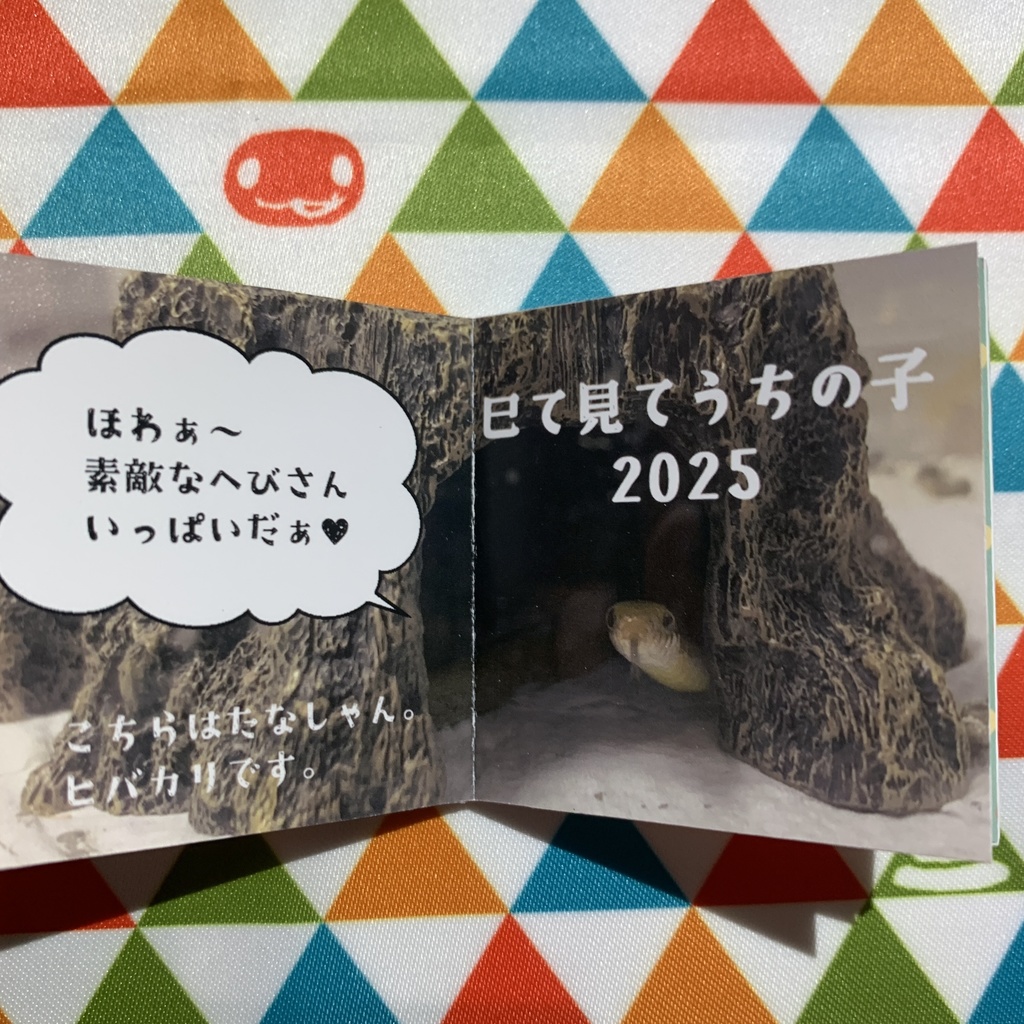 ほわぁ～
素敵なへびさん
いっぱいだぁ♥
こちらはたなしゃん。
ヒバカリです。
巳て見てうちの子
2025